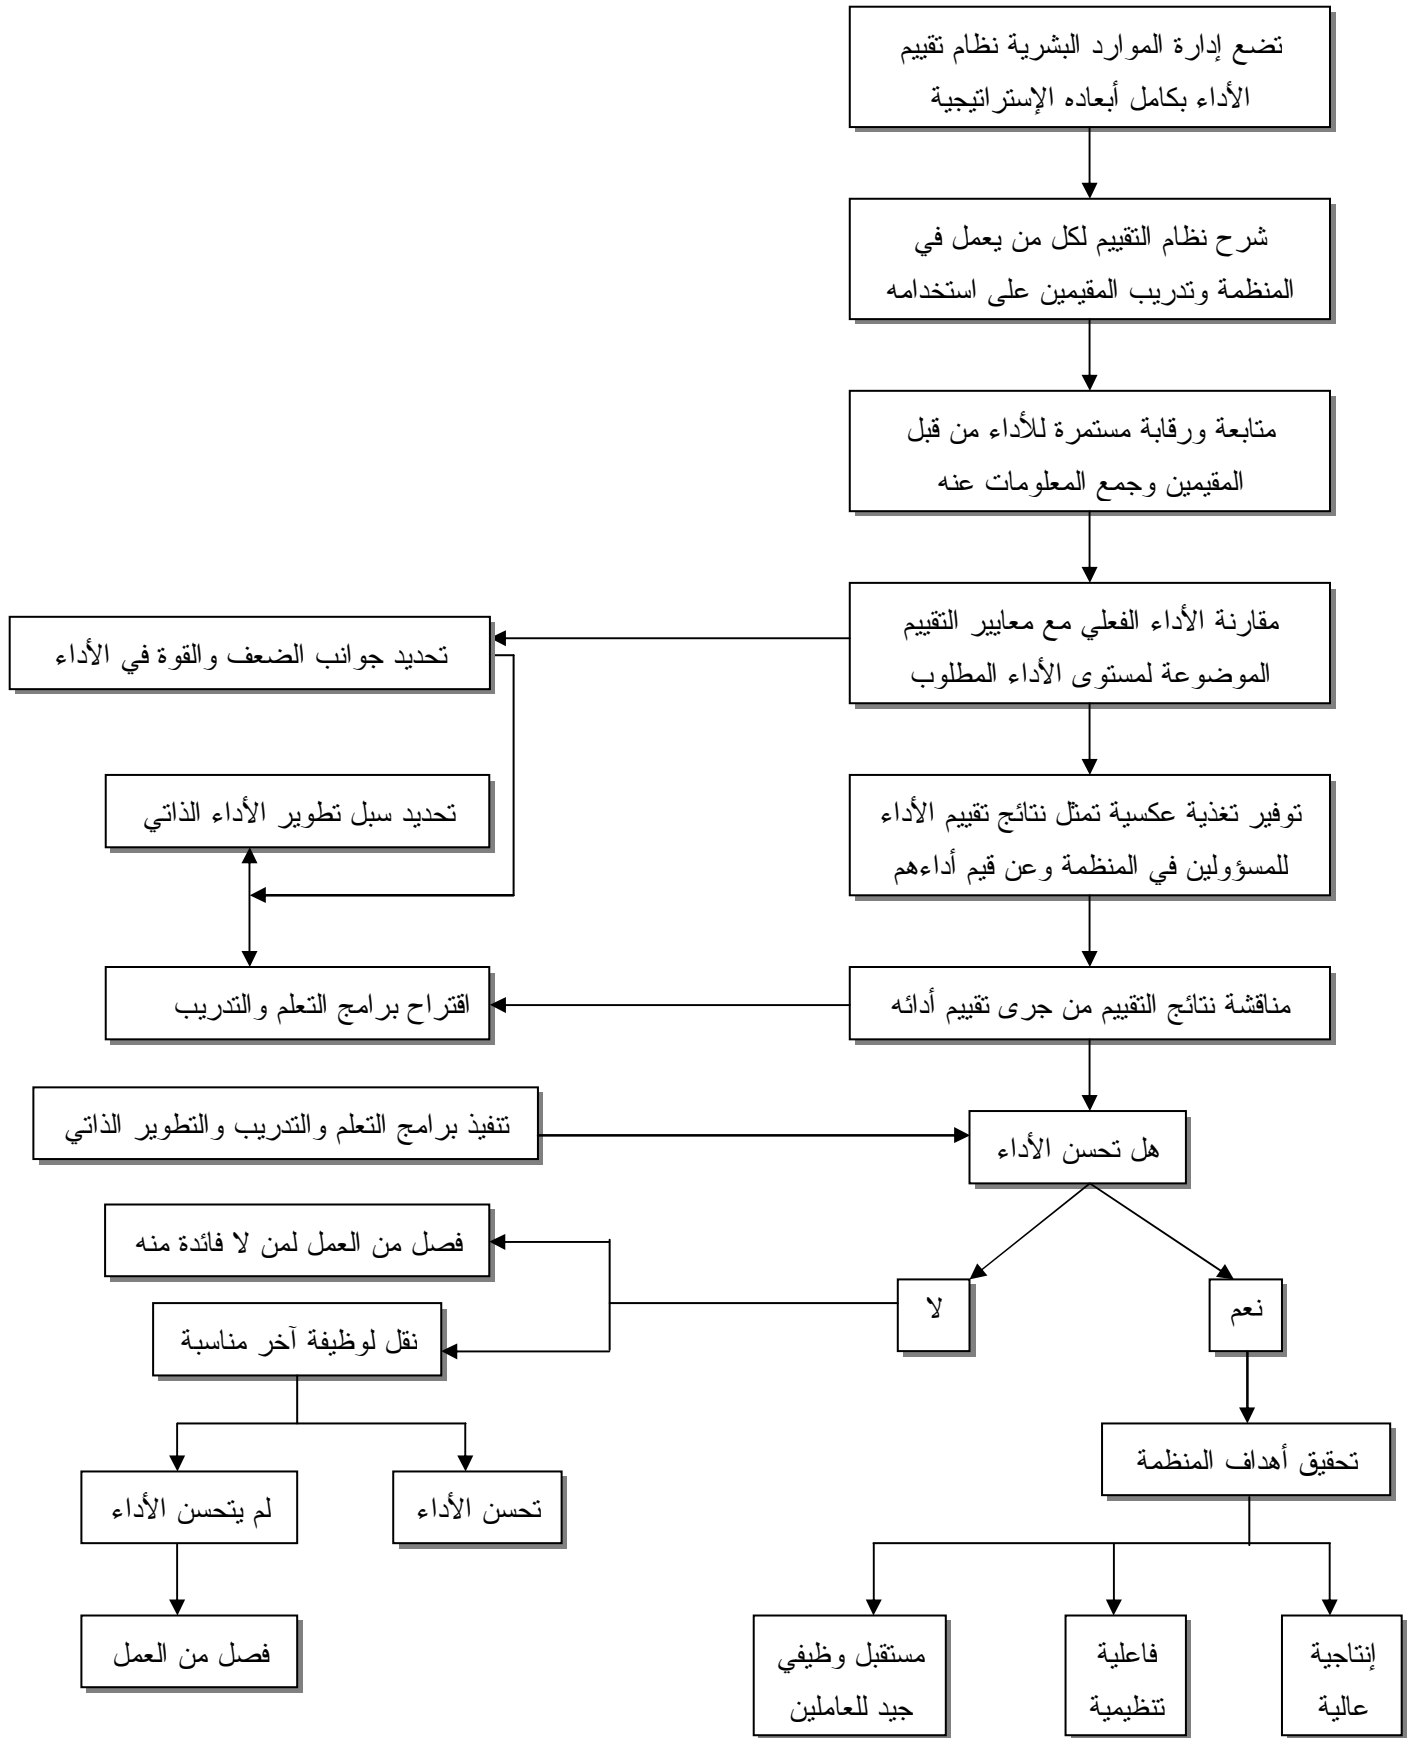 تضع إدارة الموارد البشرية نظام تقييم
الأداء بكامل أبعاده الإستراتيجية
شرح نظام التقييم لكل من يعمل في
المنظمة وتدريب المقيمين على استخدامه
متابعة ورقابة مستمرة للأداء من قبل
المقيمين وجمع المعلومات عنه
مقارنة الأداء الفعلي مع معايير التقييم
الموضوعة لمستوى الأداء المطلوب
تحديد جوانب الضعف والقوة في الأداء
توفير تغذية عكسية تمثل نتائج تقييم الأداء
للمسؤولين في المنظمة وعن قيم أداءهم
تحديد سبل تطوير الأداء الذاتي
مناقشة نتائج التقييم من جرى تقييم أدائه
اقتراح برامج التعلم والتدريب
هل تحسن الأداء
تنفيذ برامج التعلم والتدريب والتطوير الذاتي
فصل من العمل لمن لا فائدة منه
نعم
لا
نقل لوظيفة آخر مناسبة
تحقيق أهداف المنظمة
تحسن الأداء
لم يتحسن الأداء
إنتاجية
عالية
فاعلية
تنظيمية
مستقبل وظيفي
جيد للعاملين
فصل من العمل